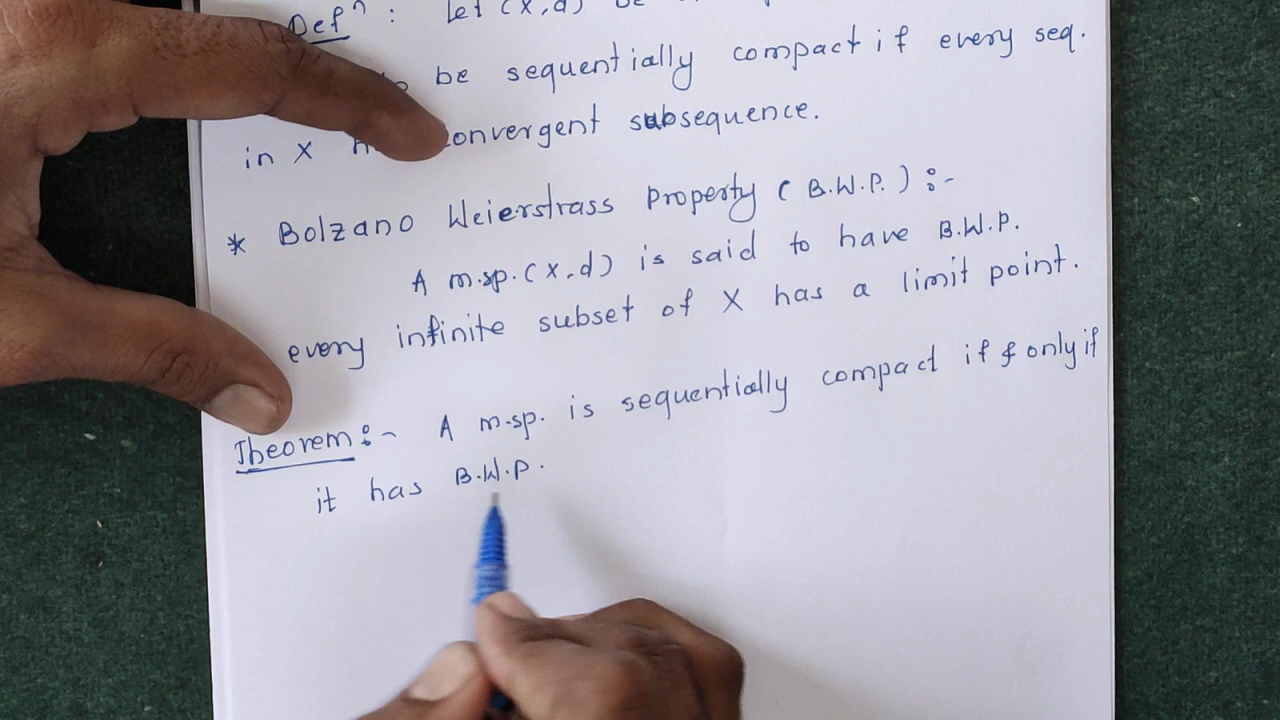 Defⁿ : Let (X,d) be
be sequentially compact if every seq.
in X convergent subsequence.
* Bolzano Weierstrass Property (B.W.P.) :-
A m.sp. (X,d) is said to have B.W.P.
every infinite subset of X has a limit point.
Theorem :- A m.sp. is sequentially compact if & only if
it has B.W.P.